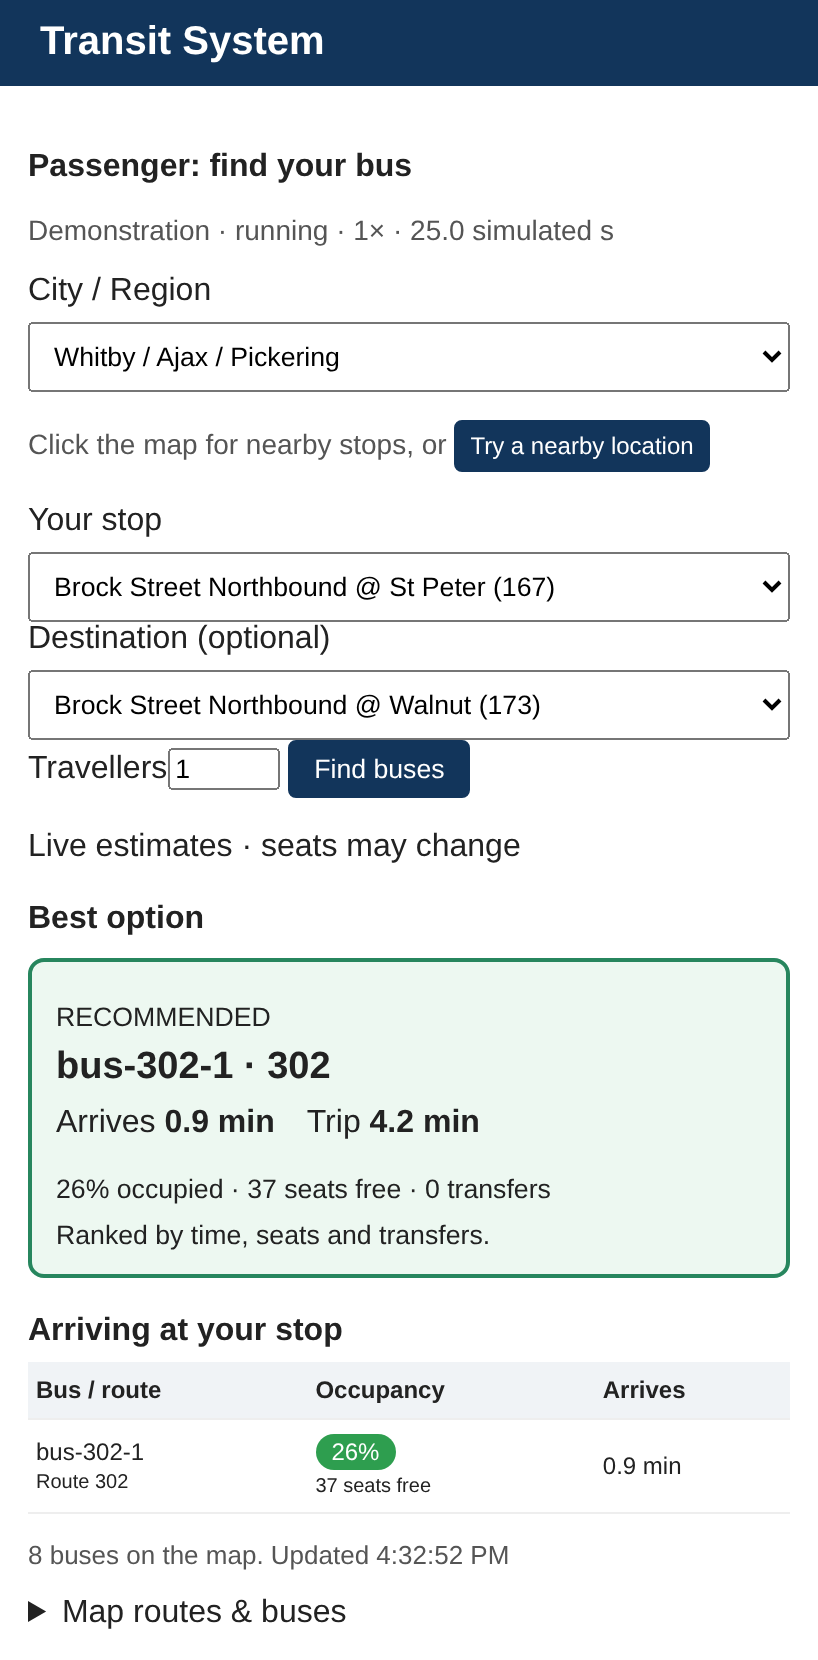 Transit System
Passenger: find your bus
Demonstration · running · 1× · 25.0 simulated s
City / Region
Whitby / Ajax / Pickering
Click the map for nearby stops, or Try a nearby location
Your stop
Brock Street Northbound @ St Peter (167)
Destination (optional)
Brock Street Northbound @ Walnut (173)
Travellers 1 Find buses
Live estimates · seats may change
Best option
RECOMMENDED
bus-302-1 · 302
Arrives 0.9 min Trip 4.2 min
26% occupied · 37 seats free · 0 transfers
Ranked by time, seats and transfers.
Arriving at your stop
Bus / route Occupancy Arrives
bus-302-1 26% 0.9 min
Route 302 37 seats free
8 buses on the map. Updated 4:32:52 PM
Map routes & buses